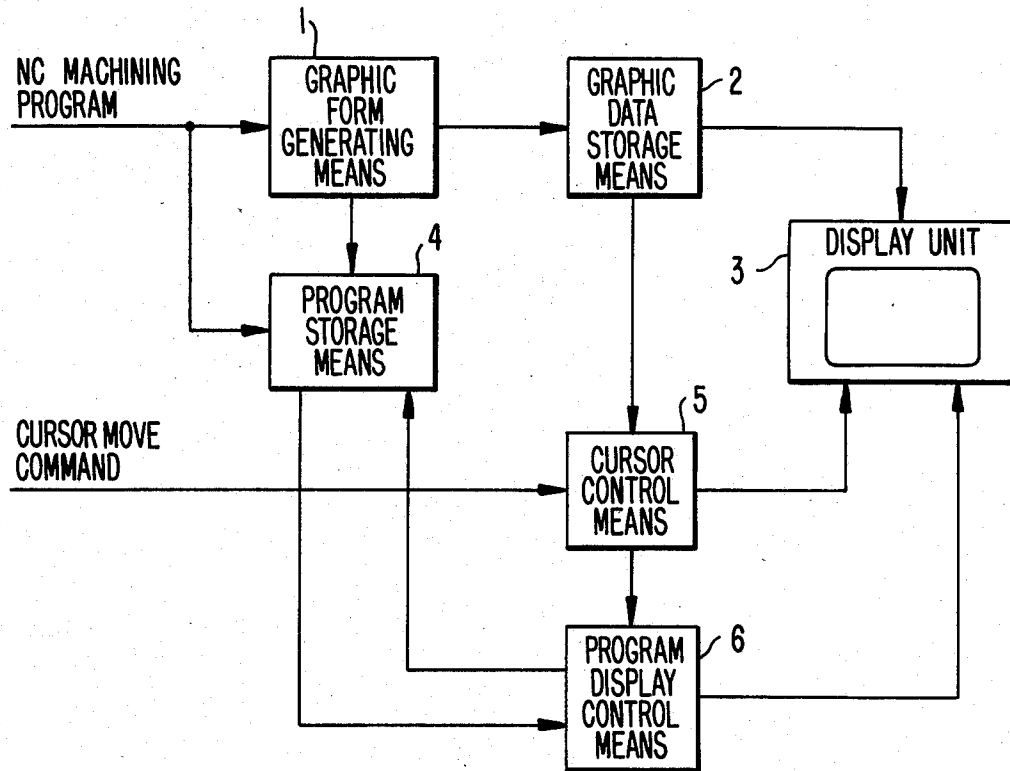 1
NC MACHINING
PROGRAM
GRAPHIC
FORM
GENERATING
MEANS
GRAPHIC
DATA
STORAGE
MEANS
2
DISPLAY UNIT
3
4
PROGRAM
STORAGE
MEANS
CURSOR MOVE
COMMAND
5
CURSOR
CONTROL
MEANS
PROGRAM
DISPLAY
CONTROL
MEANS
6